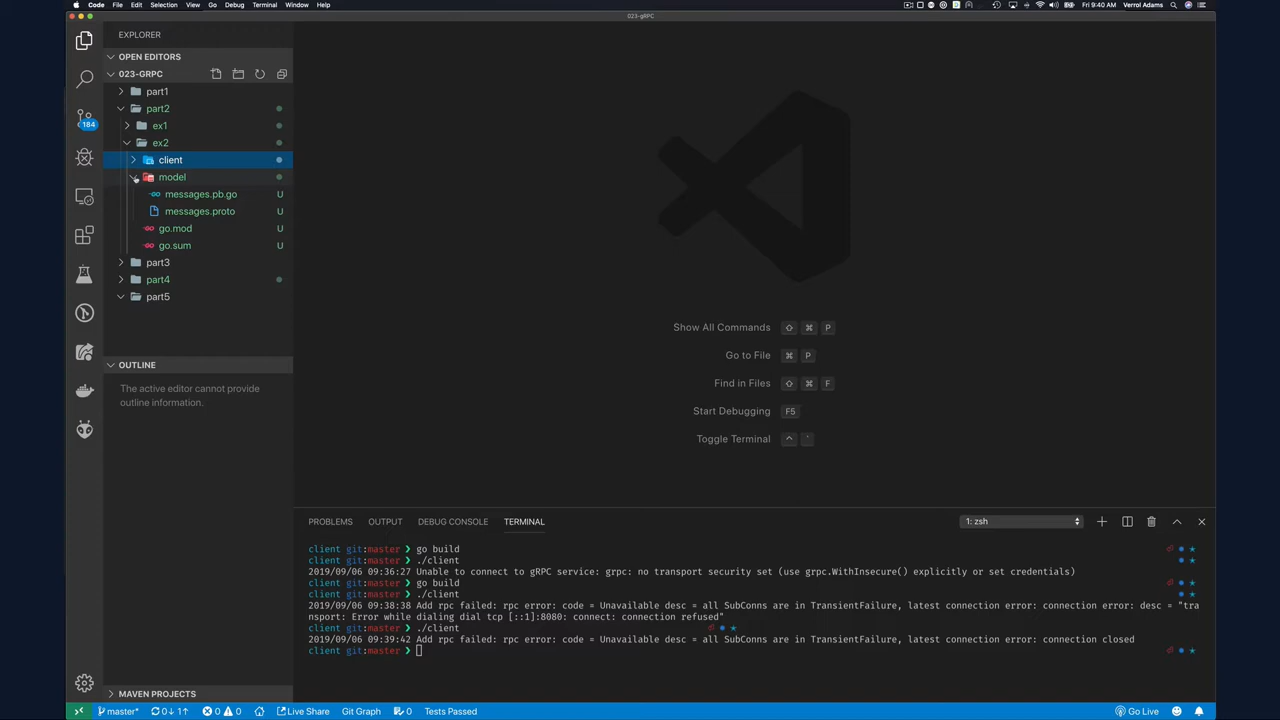 Code File Edit Selection View Go Debug Terminal Window Help
Fri 9:40 AM Verrol Adams
023-gRPC
EXPLORER
OPEN EDITORS
023-GRPC
part1
part2
ex1
ex2
client
model
messages.pb.go U
messages.proto U
go.mod U
go.sum U
part3
part4
part5
OUTLINE
The active editor cannot provide
outline information.
MAVEN PROJECTS
184
Show All Commands ⇧ ⌘ P
Go to File ⌘ P
Find in Files ⇧ ⌘ F
Start Debugging F5
Toggle Terminal ^ `
PROBLEMS OUTPUT DEBUG CONSOLE TERMINAL
1: zsh
client git:master ❯ go build
client git:master ❯ ./client
2019/09/06 09:36:27 Unable to connect to gRPC service: grpc: no transport security set (use grpc.WithInsecure() explicitly or set credentials)
client git:master ❯ go build
client git:master ❯ ./client
2019/09/06 09:38:38 Add rpc failed: rpc error: code = Unavailable desc = all SubConns are in TransientFailure, latest connection error: connection error: desc = "tra
nsport: Error while dialing dial tcp [::1]:8080: connect: connection refused"
client git:master ❯ ./client
2019/09/06 09:39:42 Add rpc failed: rpc error: code = Unavailable desc = all SubConns are in TransientFailure, latest connection error: connection closed
client git:master ❯
master* 0↓ 1↑ 0 0 Live Share Git Graph 0 Tests Passed Go Live